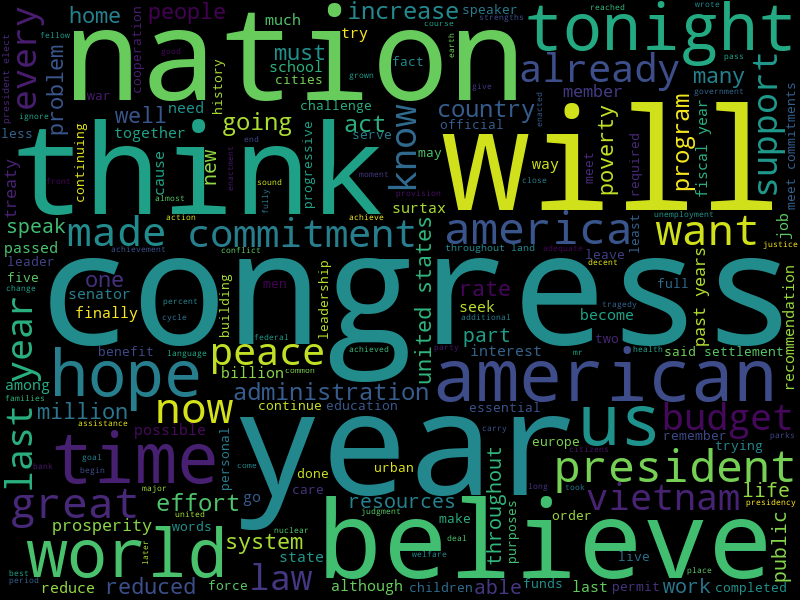 nation
tonight
will
think
congress
year
believe
american
time
world
hope
us
president
america
made
commitment
want
already
support
know
budget
vietnam
great
now
peace
last year
every
increase
people
home
problem
speaker
much
try
must
school
cities
fact
many
member
country
official
act
going
well
need
together
treaty
continuing
cause
new
history
cooperation
president elect
war
ignore
less
fellow
course
strengths
reached
wrote
earth
pass
government
good
grown
give
challenge
serve
progressive
may
end
enactment
sound
fully
almost
moment
provision
close
enacted
way
meet
poverty
required
program
fiscal year
meet commitments
job
justice
surtax
speak
passed
leader
five
change
front
action
achieve
achievement
conflict
throughout land
adequate
unemployment
least
leave
decent
one
senator
finally
percent
cycle
building
men
leadership
federal
united states
rate
seek
part
tragedy
additional
become
full
past years
recommendation
two
interest
said settlement
health
mr
party
achieved
common
language
benefit
billion
administration
among
families
million
assistance
continue
education
possible
personal
essential
europe
remember
trying
parks
citizens
carry
goal
begin
bank
major
effort
prosperity
words
united
come
go
done
care
urban
resources
nuclear
judgment
throughout
make
purposes
order
took
long
life
presidency
public
system
state
law
reduce
reduced
later
best
period
force
although
children
welfare
deal
able
funds
live
last
permit
place
work
completed